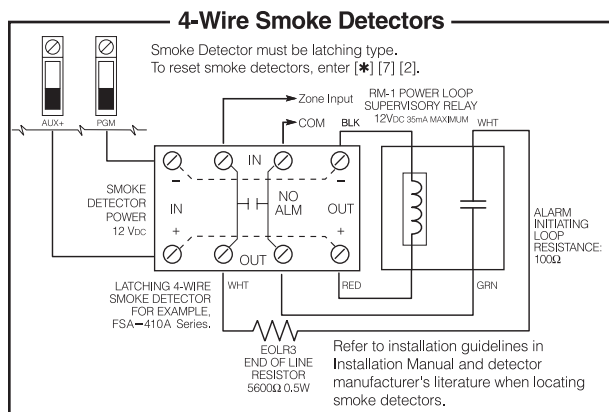 4-Wire Smoke Detectors
Smoke Detector must be latching type.
To reset smoke detectors, enter [✱] [7] [2].
AUX+
PGM
Zone Input
COM
RM-1 POWER LOOP
SUPERVISORY RELAY
12VDC 35mA MAXIMUM
BLK
WHT
SMOKE
DETECTOR
POWER
12 VDC
IN
-
-
IN
+
NO
ALM
OUT
+
OUT
ALARM
INITIATING
LOOP
RESISTANCE:
100Ω
LATCHING 4-WIRE
SMOKE DETECTOR
FOR EXAMPLE,
FSA-410A Series.
WHT
RED
GRN
EOLR3
END OF LINE
RESISTOR
5600Ω 0.5W
Refer to installation guidelines in
Installation Manual and detector
manufacturer's literature when locating
smoke detectors.